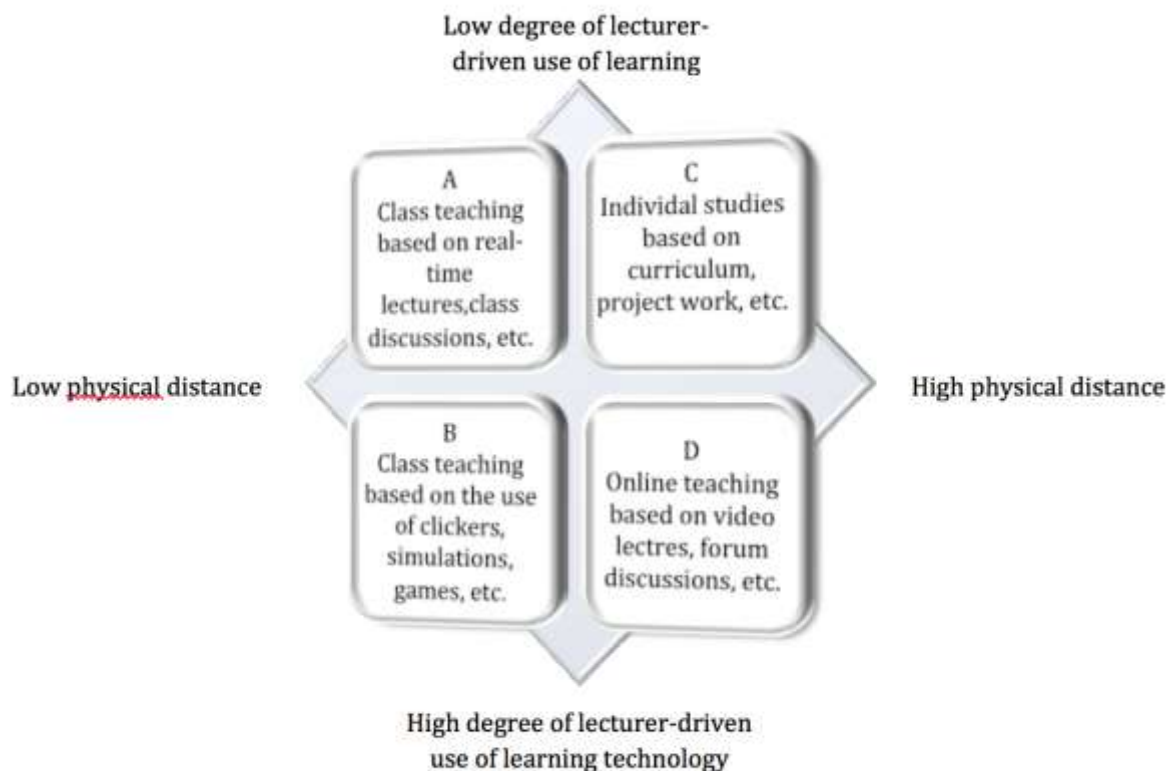 Low degree of lecturer-
driven use of learning
A
Class teaching
based on real-
time
lectures,class
discussions, etc.
C
Individal studies
based on
curriculum,
project work, etc.
Low physical distance
High physical distance
B
Class teaching
based on the use
of clickers,
simulations,
games, etc.
D
Online teaching
based on video
lectres, forum
discussions, etc.
High degree of lecturer-driven
use of learning technology